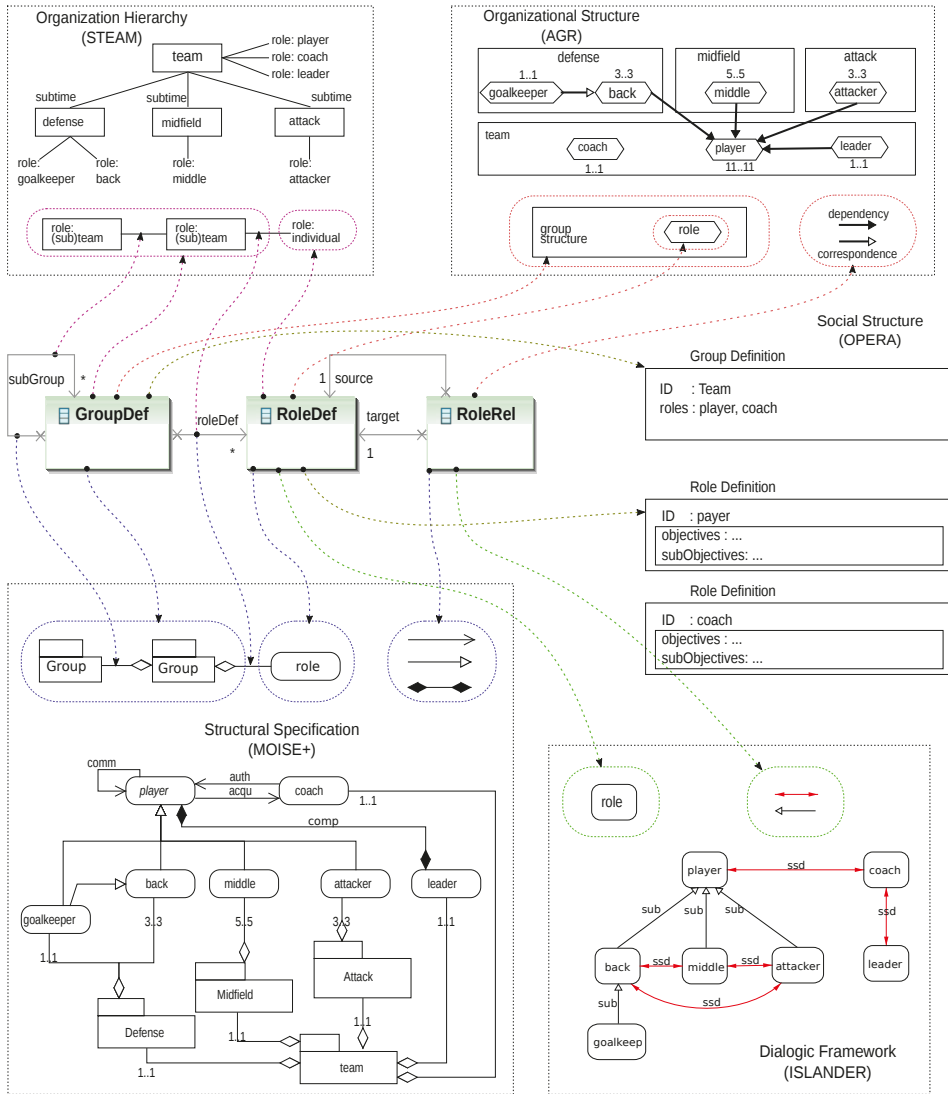 Organization Hierarchy
(STEAM)
team
role: player
role: coach
role: leader
subtime
subtime
subtime
defense
midfield
attack
role:
goalkeeper
role:
back
role:
middle
role:
attacker
role:
(sub)team
role:
(sub)team
role:
individual
Organizational Structure
(AGR)
defense
midfield
attack
1..1
3..3
5..5
3..3
goalkeeper
back
middle
attacker
team
coach
1..1
player
11..11
leader
1..1
group
structure
role
dependency
correspondence
Social Structure
(OPERA)
Group Definition
ID : Team
roles : player, coach
subGroup
*
GroupDef
roleDef
*
RoleDef
1 source
target
1
RoleRel
Role Definition
ID : payer
objectives : ...
subObjectives: ...
Role Definition
ID : coach
objectives : ...
subObjectives: ...
Group
Group
role
Structural Specification
(MOISE+)
comm
player
auth
acqu
coach
1..1
comp
back
middle
attacker
leader
goalkeeper
3..3
5..5
3..3
1..1
1..1
Attack
Midfield
Defense
1..1
1..1
1..1
team
role
player
ssd
coach
sub
sub
sub
ssd
back
ssd
middle
ssd
attacker
leader
sub
ssd
goalkeep
Dialogic Framework
(ISLANDER)